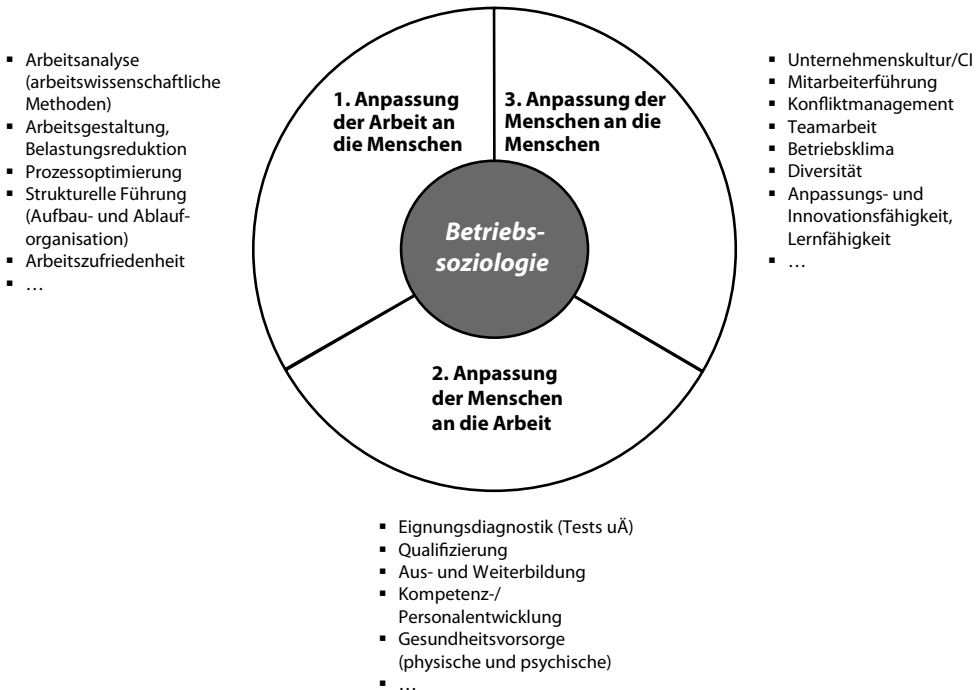 ▪ Arbeitsanalyse
(arbeitswissenschaftliche
Methoden)
▪ Arbeitsgestaltung,
Belastungsreduktion
▪ Prozessoptimierung
▪ Strukturelle Führung
(Aufbau- und Ablauf-
organisation)
▪ Arbeitszufriedenheit
▪ …
1. Anpassung
der Arbeit an
die Menschen
3. Anpassung der
Menschen an die
Menschen
▪ Unternehmenskultur/CI
▪ Mitarbeiterführung
▪ Konfliktmanagement
▪ Teamarbeit
▪ Betriebsklima
▪ Diversität
▪ Anpassungs- und
Innovationsfähigkeit,
Lernfähigkeit
▪ …
Betriebs-
soziologie
2. Anpassung
der Menschen
an die Arbeit
▪ Eignungsdiagnostik (Tests uÄ)
▪ Qualifizierung
▪ Aus- und Weiterbildung
▪ Kompetenz-/
Personalentwicklung
▪ Gesundheitsvorsorge
(physische und psychische)
▪ …